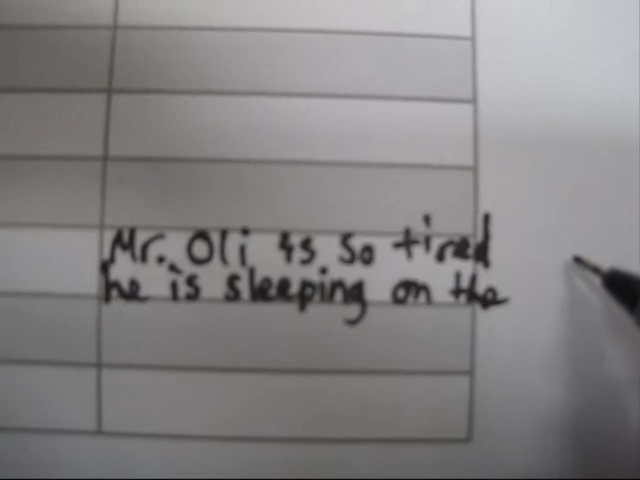 Mr. Oli is so tired
he is sleeping on the